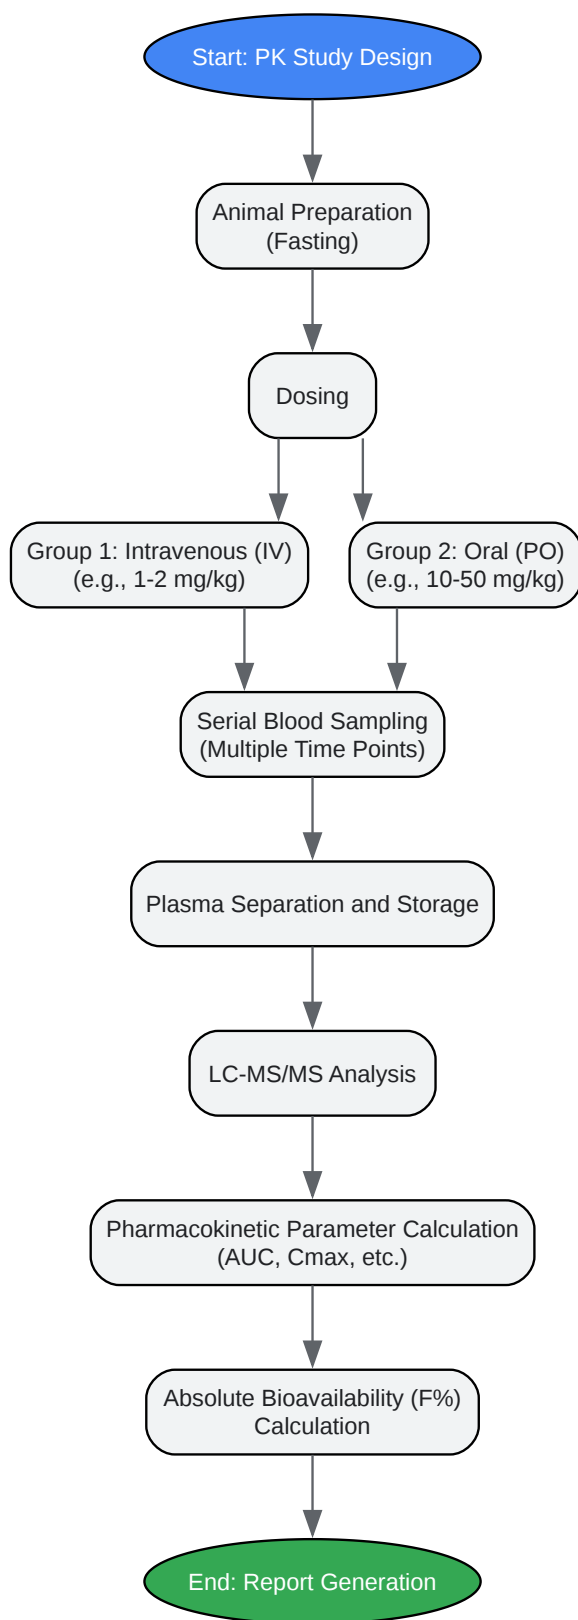 Start: PK Study Design
Animal Preparation
(Fasting)
Dosing
Group 1: Intravenous (IV)
(e.g., 1-2 mg/kg)
Group 2: Oral (PO)
(e.g., 10-50 mg/kg)
Serial Blood Sampling
(Multiple Time Points)
Plasma Separation and Storage
LC-MS/MS Analysis
Pharmacokinetic Parameter Calculation
(AUC, Cmax, etc.)
Absolute Bioavailability (F%)
Calculation
End: Report Generation